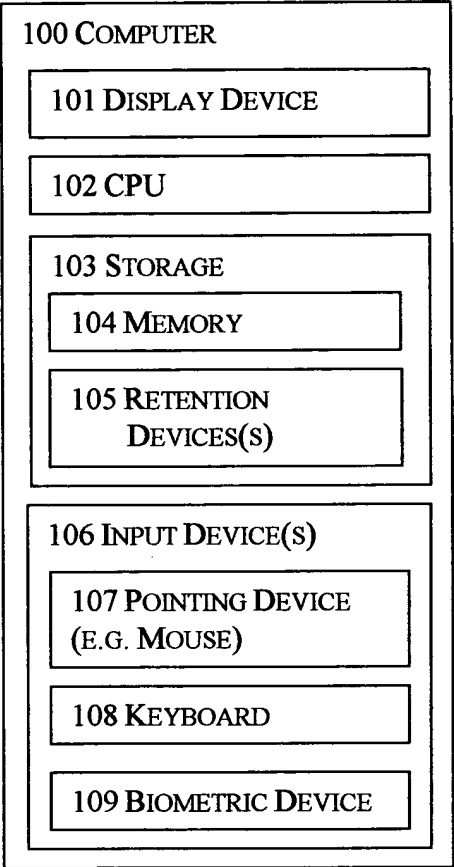 100 COMPUTER
101 DISPLAY DEVICE
102 CPU
103 STORAGE
104 MEMORY
105 RETENTION
DEVICES(S)
106 INPUT DEVICE(S)
107 POINTING DEVICE
(E.G. MOUSE)
108 KEYBOARD
109 BIOMETRIC DEVICE